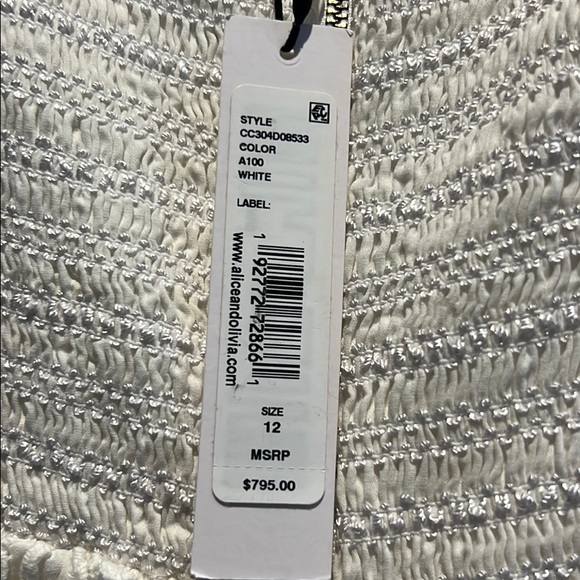 STYLE
CC304D08533
COLOR
A100
WHITE
LABEL:
1 92772 72866 1
www.aliceandolivia.com
SIZE
12
MSRP
$795.00